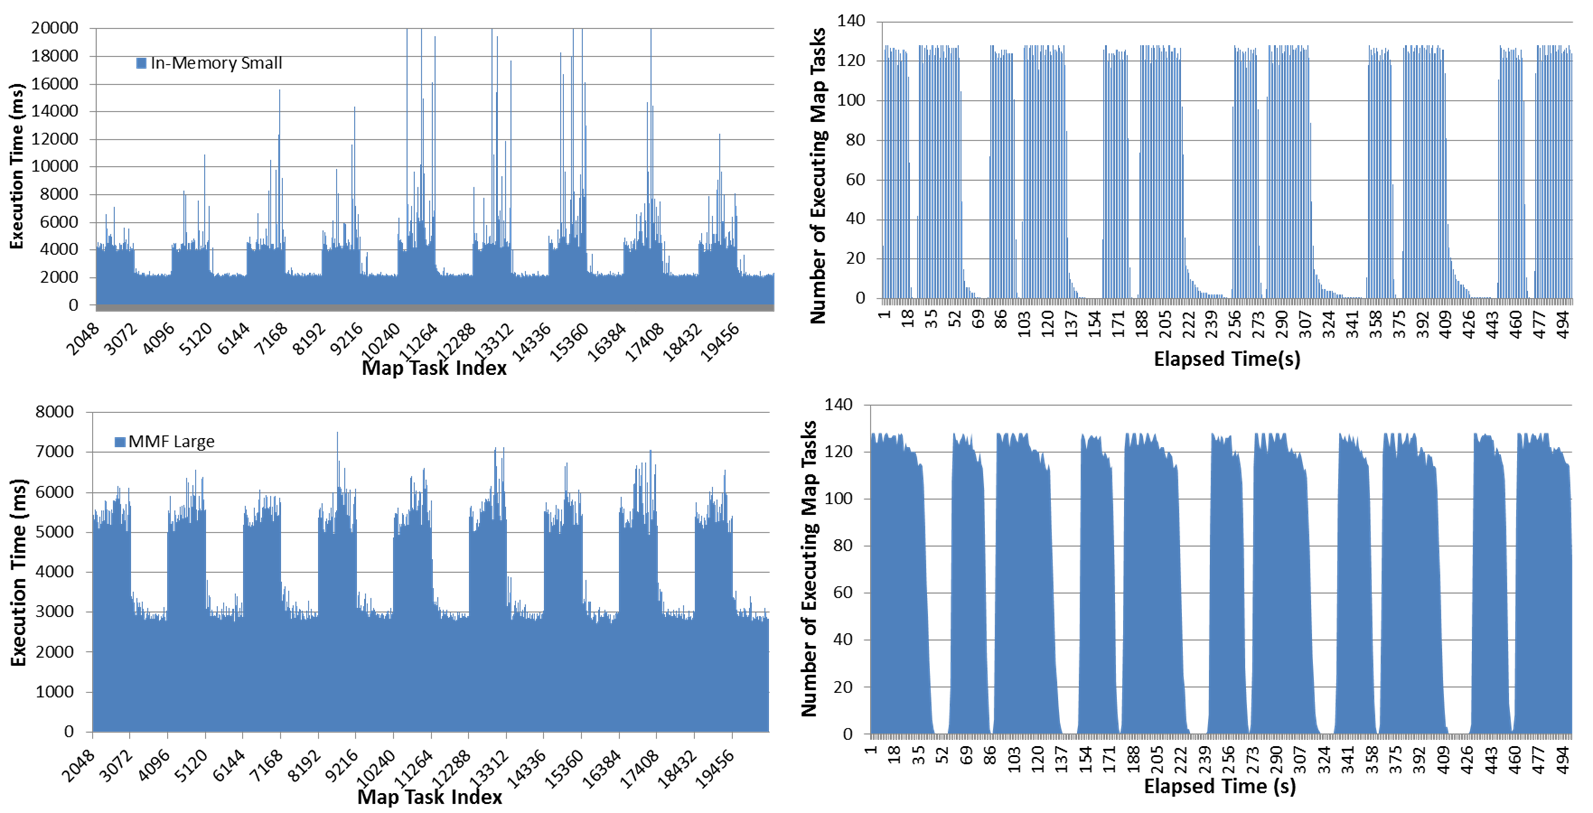 20000
18000
16000
14000
12000
10000
8000
6000
4000
2000
0
Execution Time (ms)
In-Memory Small
2048 3072 4096 5120 6144 7168 8192 9216 10240 11264 12288 13312 14336 15360 16384 17408 18432 19456
Map Task Index
140
120
100
80
60
40
20
0
Number of Executing Map Tasks
1 18 35 52 69 86 103 120 137 154 171 188 205 222 239 256 273 290 307 324 341 358 375 392 409 426 443 460 477 494
Elapsed Time(s)
8000
7000
6000
5000
4000
3000
2000
1000
0
Execution Time (ms)
MMF Large
2048 3072 4096 5120 6144 7168 8192 9216 10240 11264 12288 13312 14336 15360 16384 17408 18432 19456
Map Task Index
140
120
100
80
60
40
20
0
Number of Executing Map Tasks
1 18 35 52 69 86 103 120 137 154 171 188 205 222 239 256 273 290 307 324 341 358 375 392 409 426 443 460 477 494
Elapsed Time (s)